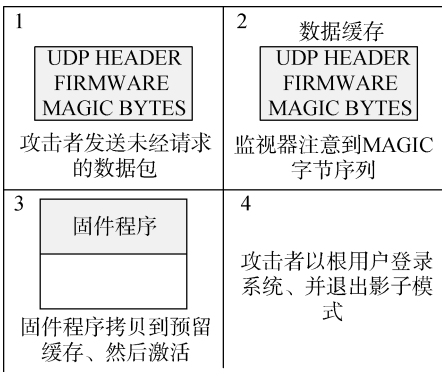 1
UDP HEADER
FIRMWARE
MAGIC BYTES
攻击者发送未经请求
的数据包
2
数据缓存
UDP HEADER
FIRMWARE
MAGIC BYTES
监视器注意到MAGIC
字节序列
3
固件程序
固件程序拷贝到预留
缓存、然后激活
4
攻击者以根用户登录
系统、并退出影子模
式